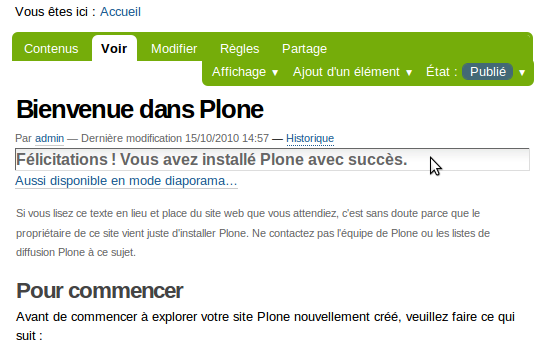 Vous êtes ici : Accueil
Contenus Voir Modifier Règles Partage
Affichage ▼ Ajout d'un élément ▼ État : Publié ▼
Bienvenue dans Plone
Par admin — Dernière modification 15/10/2010 14:57 — Historique
Félicitations ! Vous avez installé Plone avec succès.
Aussi disponible en mode diaporama…
Si vous lisez ce texte en lieu et place du site web que vous attendiez, c'est sans doute parce que le
propriétaire de ce site vient juste d'installer Plone. Ne contactez pas l'équipe de Plone ou les listes de
diffusion Plone à ce sujet.
Pour commencer
Avant de commencer à explorer votre site Plone nouvellement créé, veuillez faire ce qui
suit :